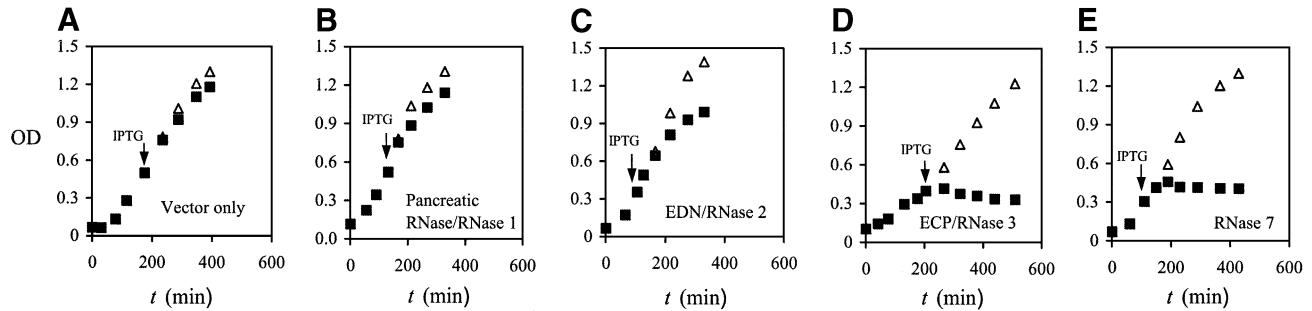 A
B
C
D
E
OD
1.5
1.2
0.9
0.6
0.3
0
IPTG
Vector only
0 200 400 600
t (min)
1.5
1.2
0.9
0.6
0.3
0.0
IPTG
Pancreatic
RNase/RNase 1
0 200 400 600
t (min)
1.5
1.2
0.9
0.6
0.3
0
IPTG
EDN/RNase 2
0 200 400 600
t (min)
1.5
1.2
0.9
0.6
0.3
0
IPTG
ECP/RNase 3
0 200 400 600
t (min)
1.5
1.2
0.9
0.6
0.3
0
IPTG
RNase 7
0 200 400 600
t (min)